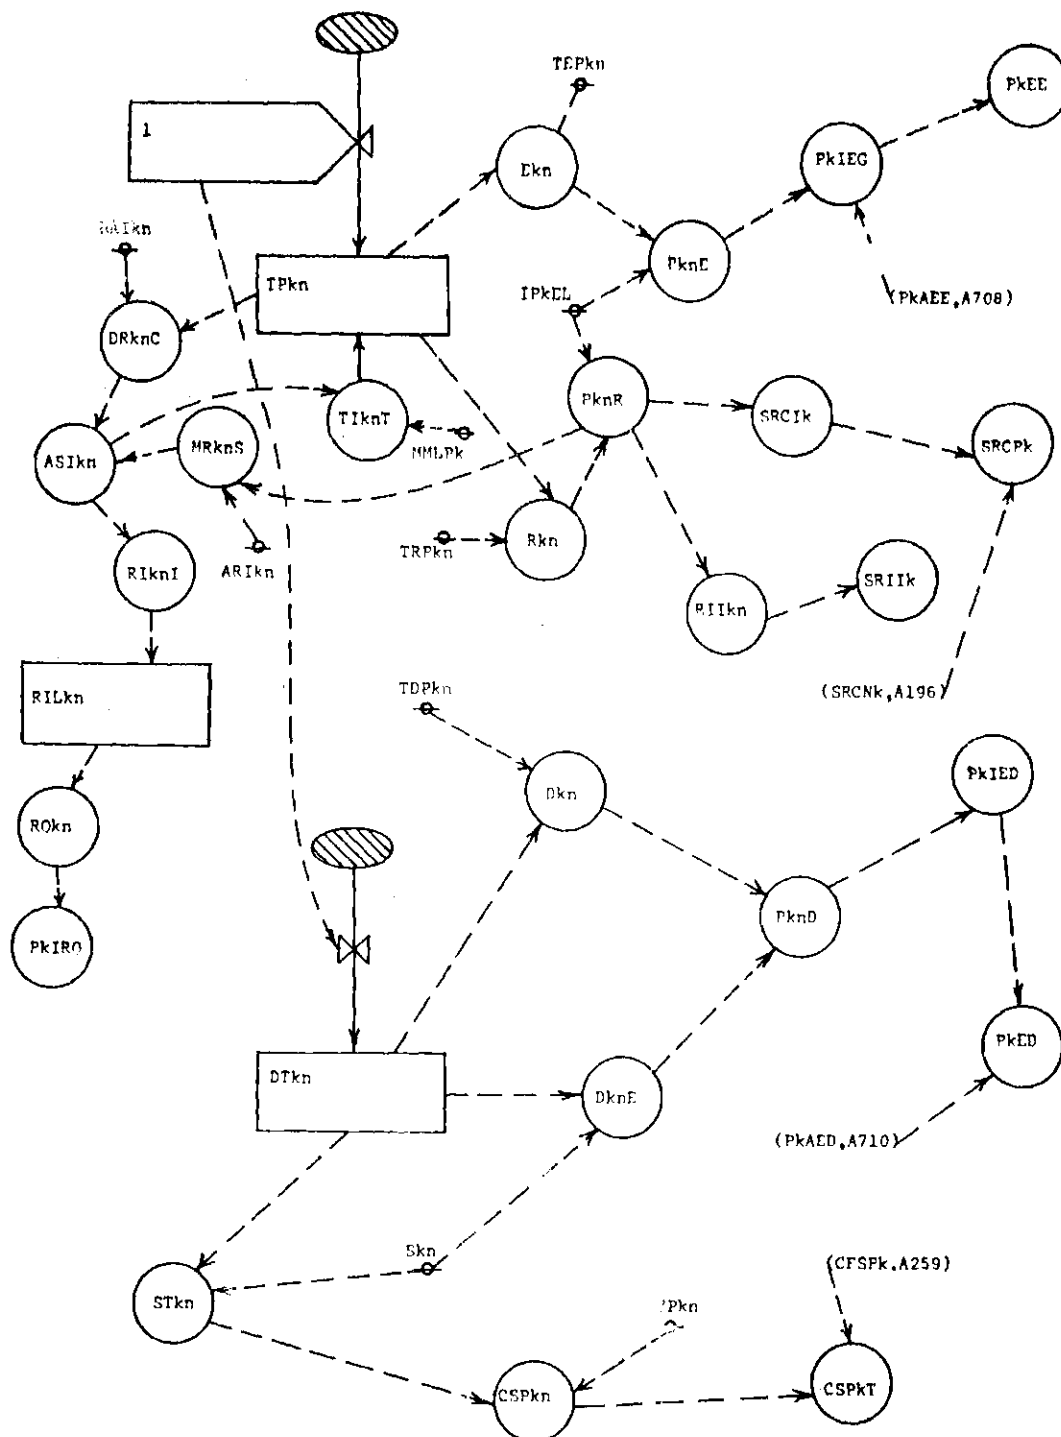 TEPkn
PkEE
1
Ekn
PkIEG
TPkn
PknE
IPkEL
(PkAEE,A708)
DRknC
TIknT
PknR
SRCIk
SRCPk
MRknS
ASIkn
MMLPk
TRPkn
Rkn
RIknI
ARIkn
SRIIk
RIIkn
RILkn
TDPkn
(SRCNk,A196)
Dkn
PkIED
ROkn
PknD
PkIRO
PkED
DTkn
DknE
(PkAED,A710)
Skn
(CFSPk,A259)
STkn
CSPkn
CSPkT